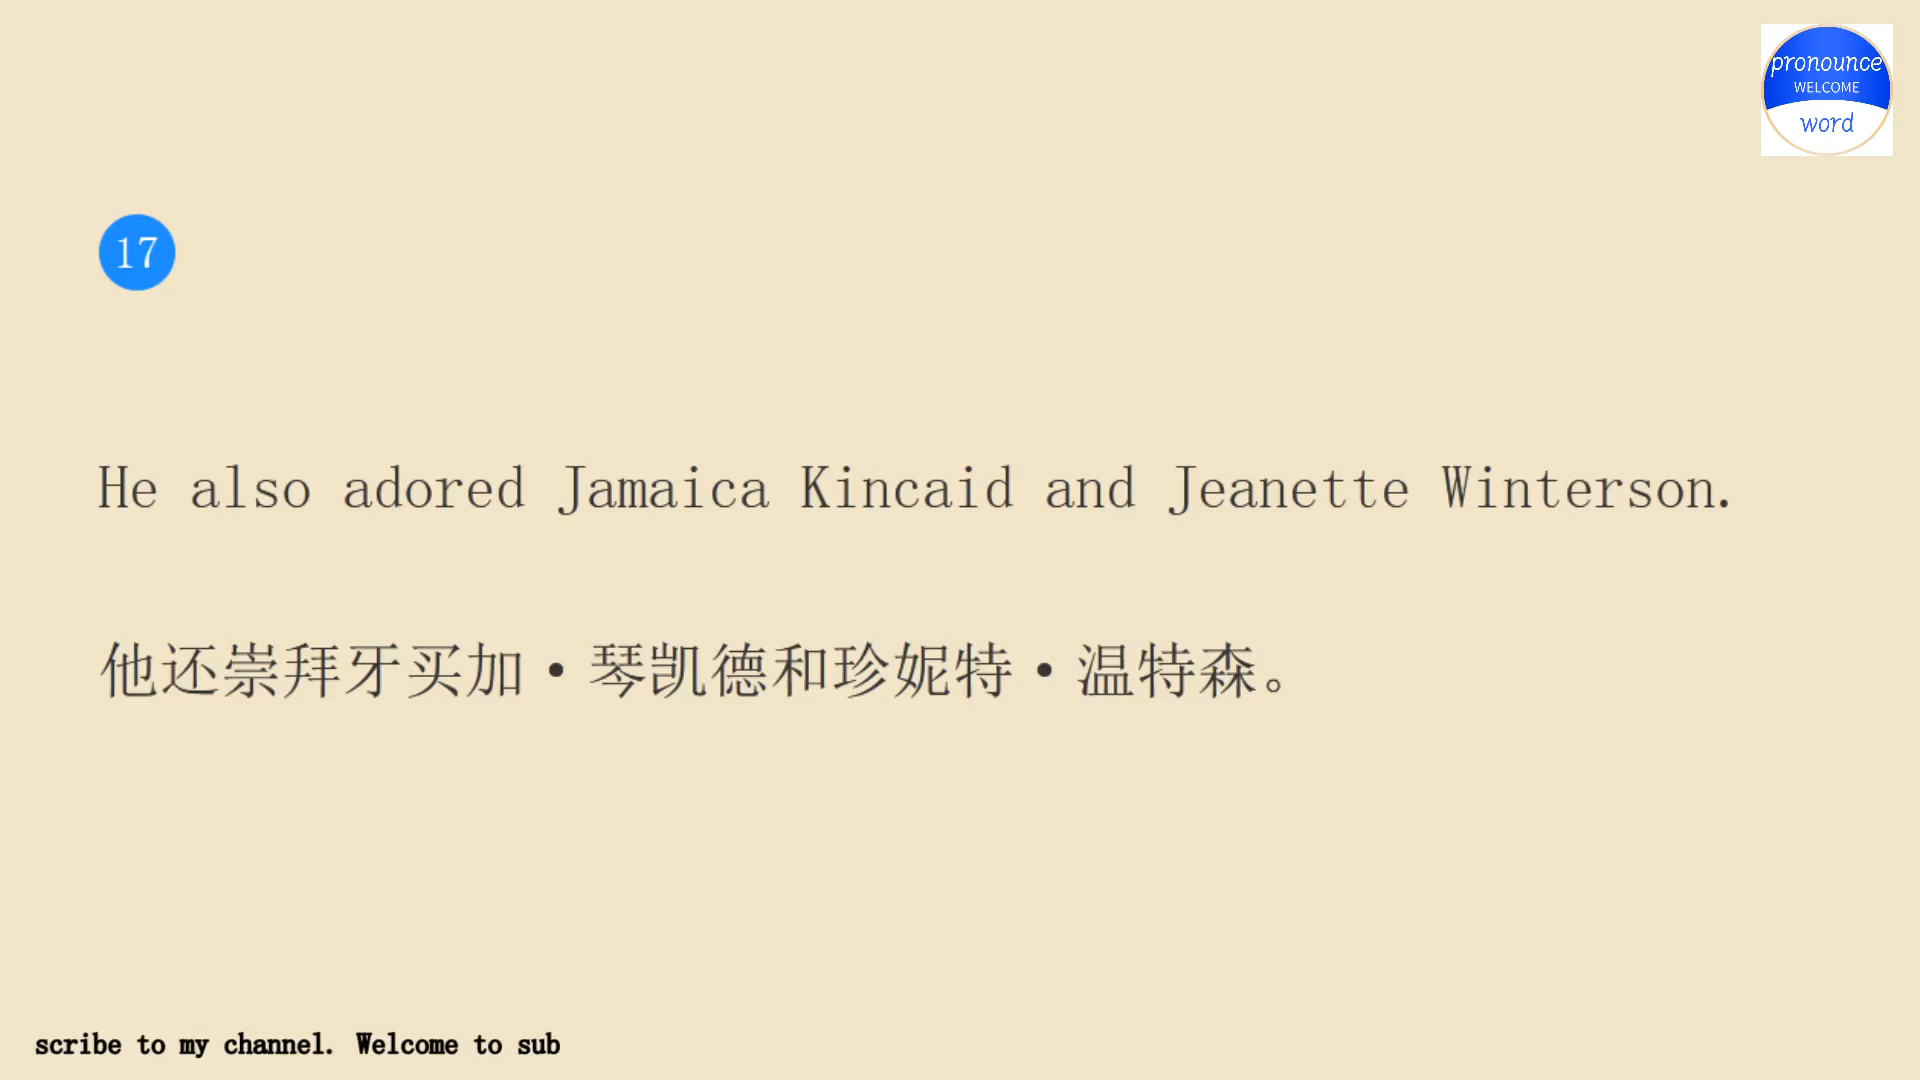 pronounce
WELCOME
word
17
He also adored Jamaica Kincaid and Jeanette Winterson.
他还崇拜牙买加·琴凯德和珍妮特·温特森。
scribe to my channel. Welcome to sub